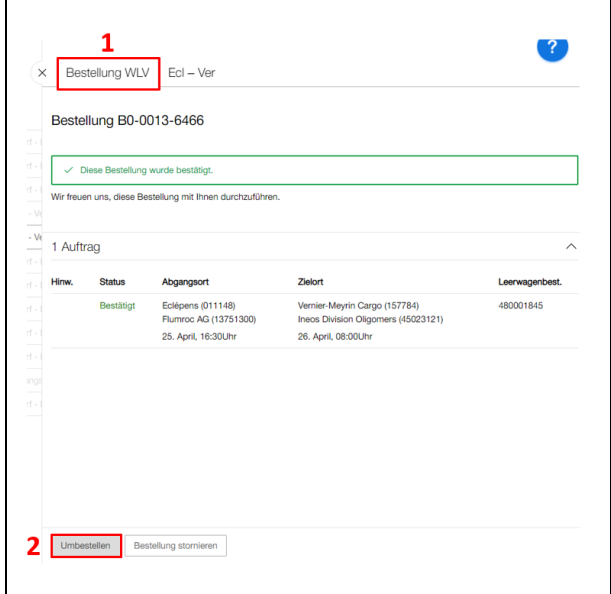 1
?
× Bestellung WLV Ecl – Ver
Bestellung B0-0013-6466
✓ Diese Bestellung wurde bestätigt.
Wir freuen uns, diese Bestellung mit Ihnen durchzuführen.
1 Auftrag
Hinw. Status Abgangsort Zielort Leerwagenbest.
Bestätigt Eclépens (011148) Vernier-Meyrin Cargo (157784) 480001845
Flumroc AG (13751300) Ineos Division Oligomers (45023121)
25. April, 16:30Uhr 26. April, 08:00Uhr
2 Umbestellen Bestellung stornieren